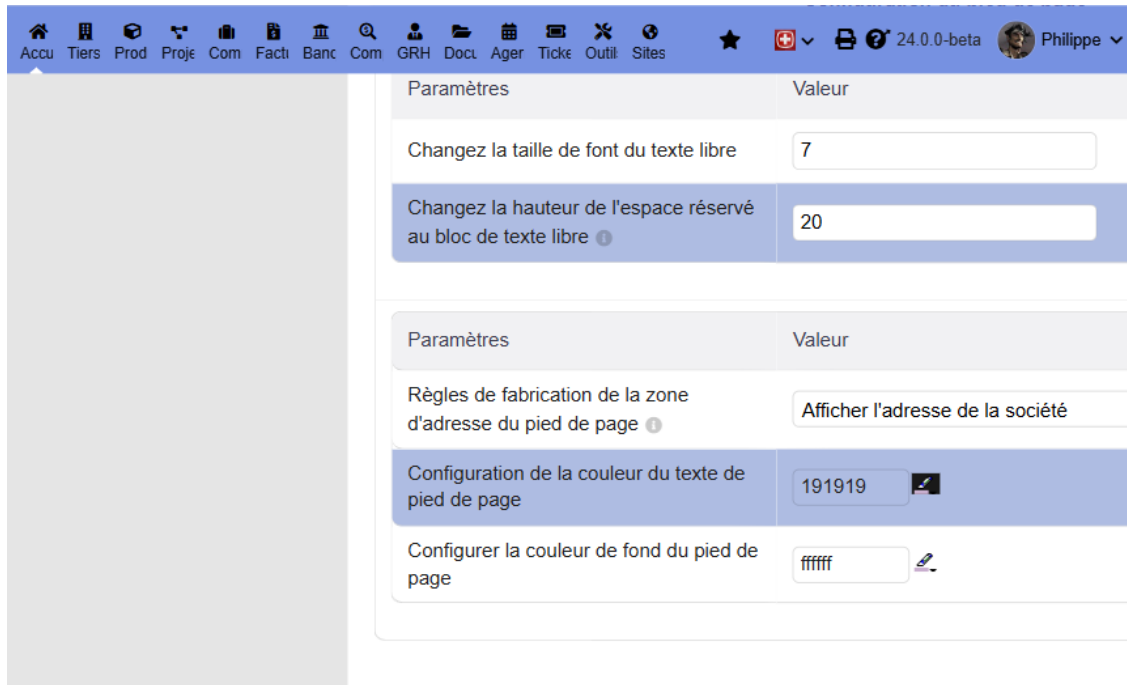 Accu Tiers Prod Proje Com Factı Banc Com GRH Docu Ager Ticke Outil Sites 24.0.0-beta Philippe
Paramètres Valeur
Changez la taille de font du texte libre 7
Changez la hauteur de l'espace réservé
au bloc de texte libre 20
Paramètres Valeur
Règles de fabrication de la zone
d'adresse du pied de page Afficher l'adresse de la société
Configuration de la couleur du texte de
pied de page 191919
Configurer la couleur de fond du pied de
page ffffff